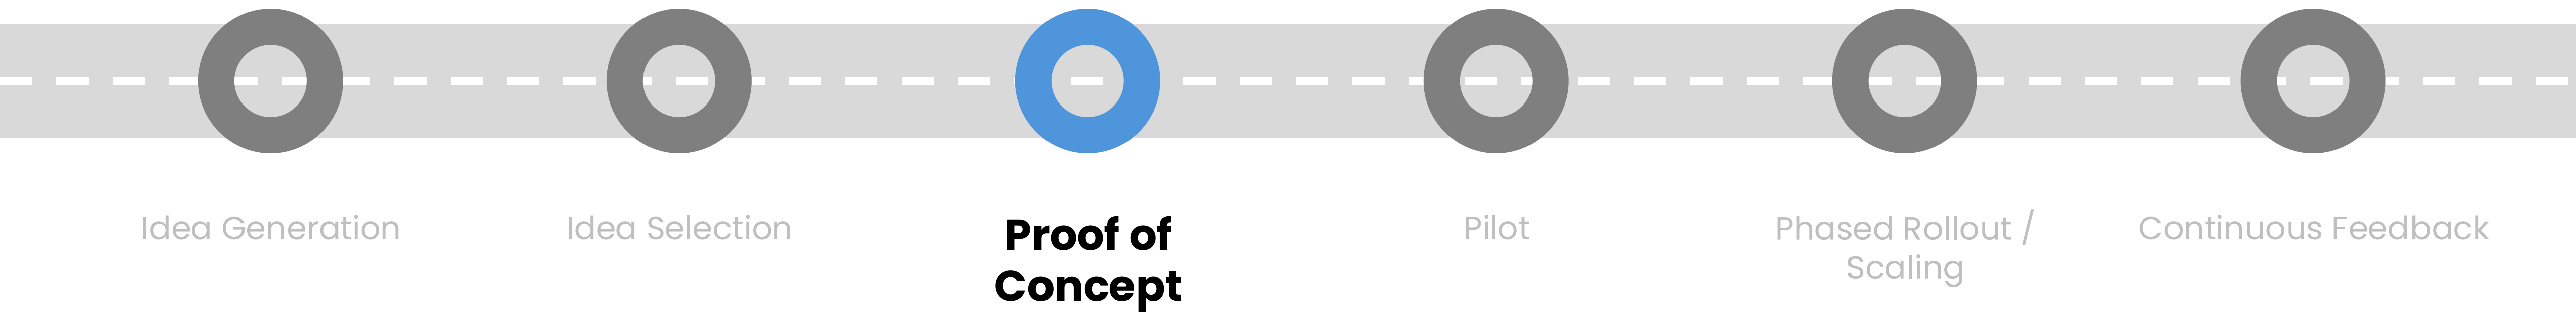 Idea Generation
Idea Selection
Proof of
Concept
Pilot
Phased Rollout /
Scaling
Continuous Feedback